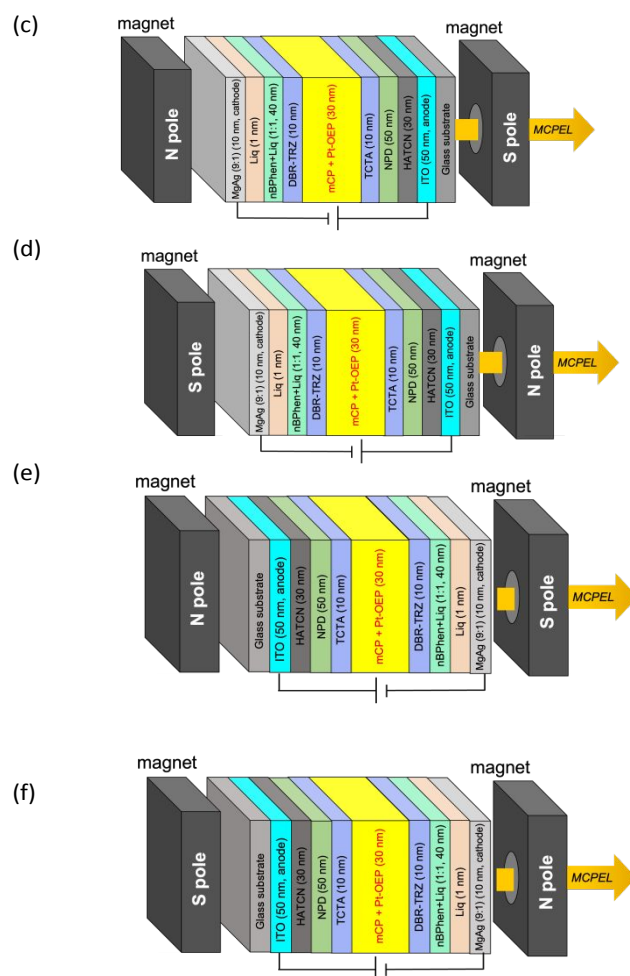 (c)
magnet
magnet
N pole
MgAg (9:1) (10 nm, cathode)
Liq (1 nm)
nBPhen+Liq (1:1, 40 nm)
DBR-TRZ (10 nm)
mCP + Pt-OEP (30 nm)
TCTA (10 nm)
NPD (50 nm)
HATCN (30 nm)
ITO (50 nm, anode)
Glass substrate
S pole
MCPEL
(d)
magnet
magnet
S pole
MgAg (9:1) (10 nm, cathode)
Liq (1 nm)
nBPhen+Liq (1:1, 40 nm)
DBR-TRZ (10 nm)
mCP + Pt-OEP (30 nm)
TCTA (10 nm)
NPD (50 nm)
HATCN (30 nm)
ITO (50 nm, anode)
Glass substrate
N pole
MCPEL
(e)
magnet
magnet
N pole
Glass substrate
ITO (50 nm, anode)
HATCN (30 nm)
NPD (50 nm)
TCTA (10 nm)
mCP + Pt-OEP (30 nm)
DBR-TRZ (10 nm)
nBPhen+Liq (1:1, 40 nm)
Liq (1 nm)
MgAg (9:1) (10 nm, cathode)
S pole
MCPEL
(f)
magnet
magnet
S pole
Glass substrate
ITO (50 nm, anode)
HATCN (30 nm)
NPD (50 nm)
TCTA (10 nm)
mCP + Pt-OEP (30 nm)
DBR-TRZ (10 nm)
nBPhen+Liq (1:1, 40 nm)
Liq (1 nm)
MgAg (9:1) (10 nm, cathode)
N pole
MCPEL